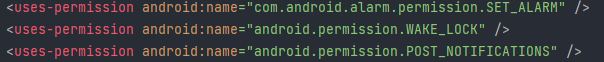 <uses-permission android:name="com.android.alarm.permission.SET_ALARM" />
<uses-permission android:name="android.permission.WAKE_LOCK" />
<uses-permission android:name="android.permission.POST_NOTIFICATIONS" />